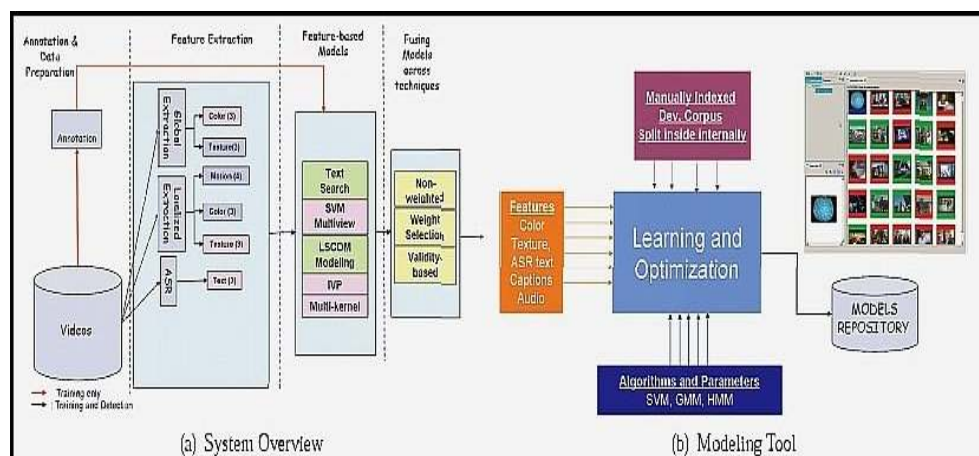 Annotation &
Data
Preparation
Feature Extraction
Feature-based
Models
Fusing
Models
across
techniques
Annotation
Global
Extraction
Color (3)
Texture(3)
Localized
Extraction
Motion (4)
Color (3)
Texture (3)
ASR
Text (3)
Videos
Text
Search
SVM
Multiview
LSCOM
Modeling
IVP
Multi-kernel
Non-
weighted
Weight
Selection
Validity-
based
: Training only
: Training and Detection
(a) System Overview
Manually Indexed
Dev. Corpus
Split inside internally
Features
Color
Texture,
ASR text
Captions
Audio
Learning and
Optimization
MODELS
REPOSITORY
Algorithms and Parameters
SVM, GMM, HMM
(b) Modeling Tool